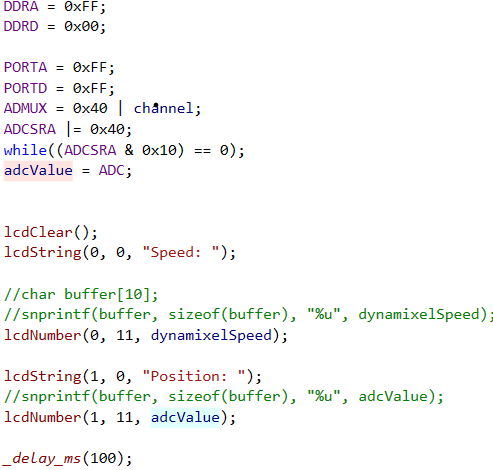 DDRA = 0xFF;
DDRD = 0x00;
PORTA = 0xFF;
PORTD = 0xFF;
ADMUX = 0x40 | channel;
ADCSRA |= 0x40;
while((ADCSRA & 0x10) == 0);
adcValue = ADC;
lcdClear();
lcdString(0, 0, "Speed: ");
//char buffer[10];
//snprintf(buffer, sizeof(buffer), "%u", dynamixelSpeed);
lcdNumber(0, 11, dynamixelSpeed);
lcdString(1, 0, "Position: ");
//snprintf(buffer, sizeof(buffer), "%u", adcValue);
lcdNumber(1, 11, adcValue);
_delay_ms(100);